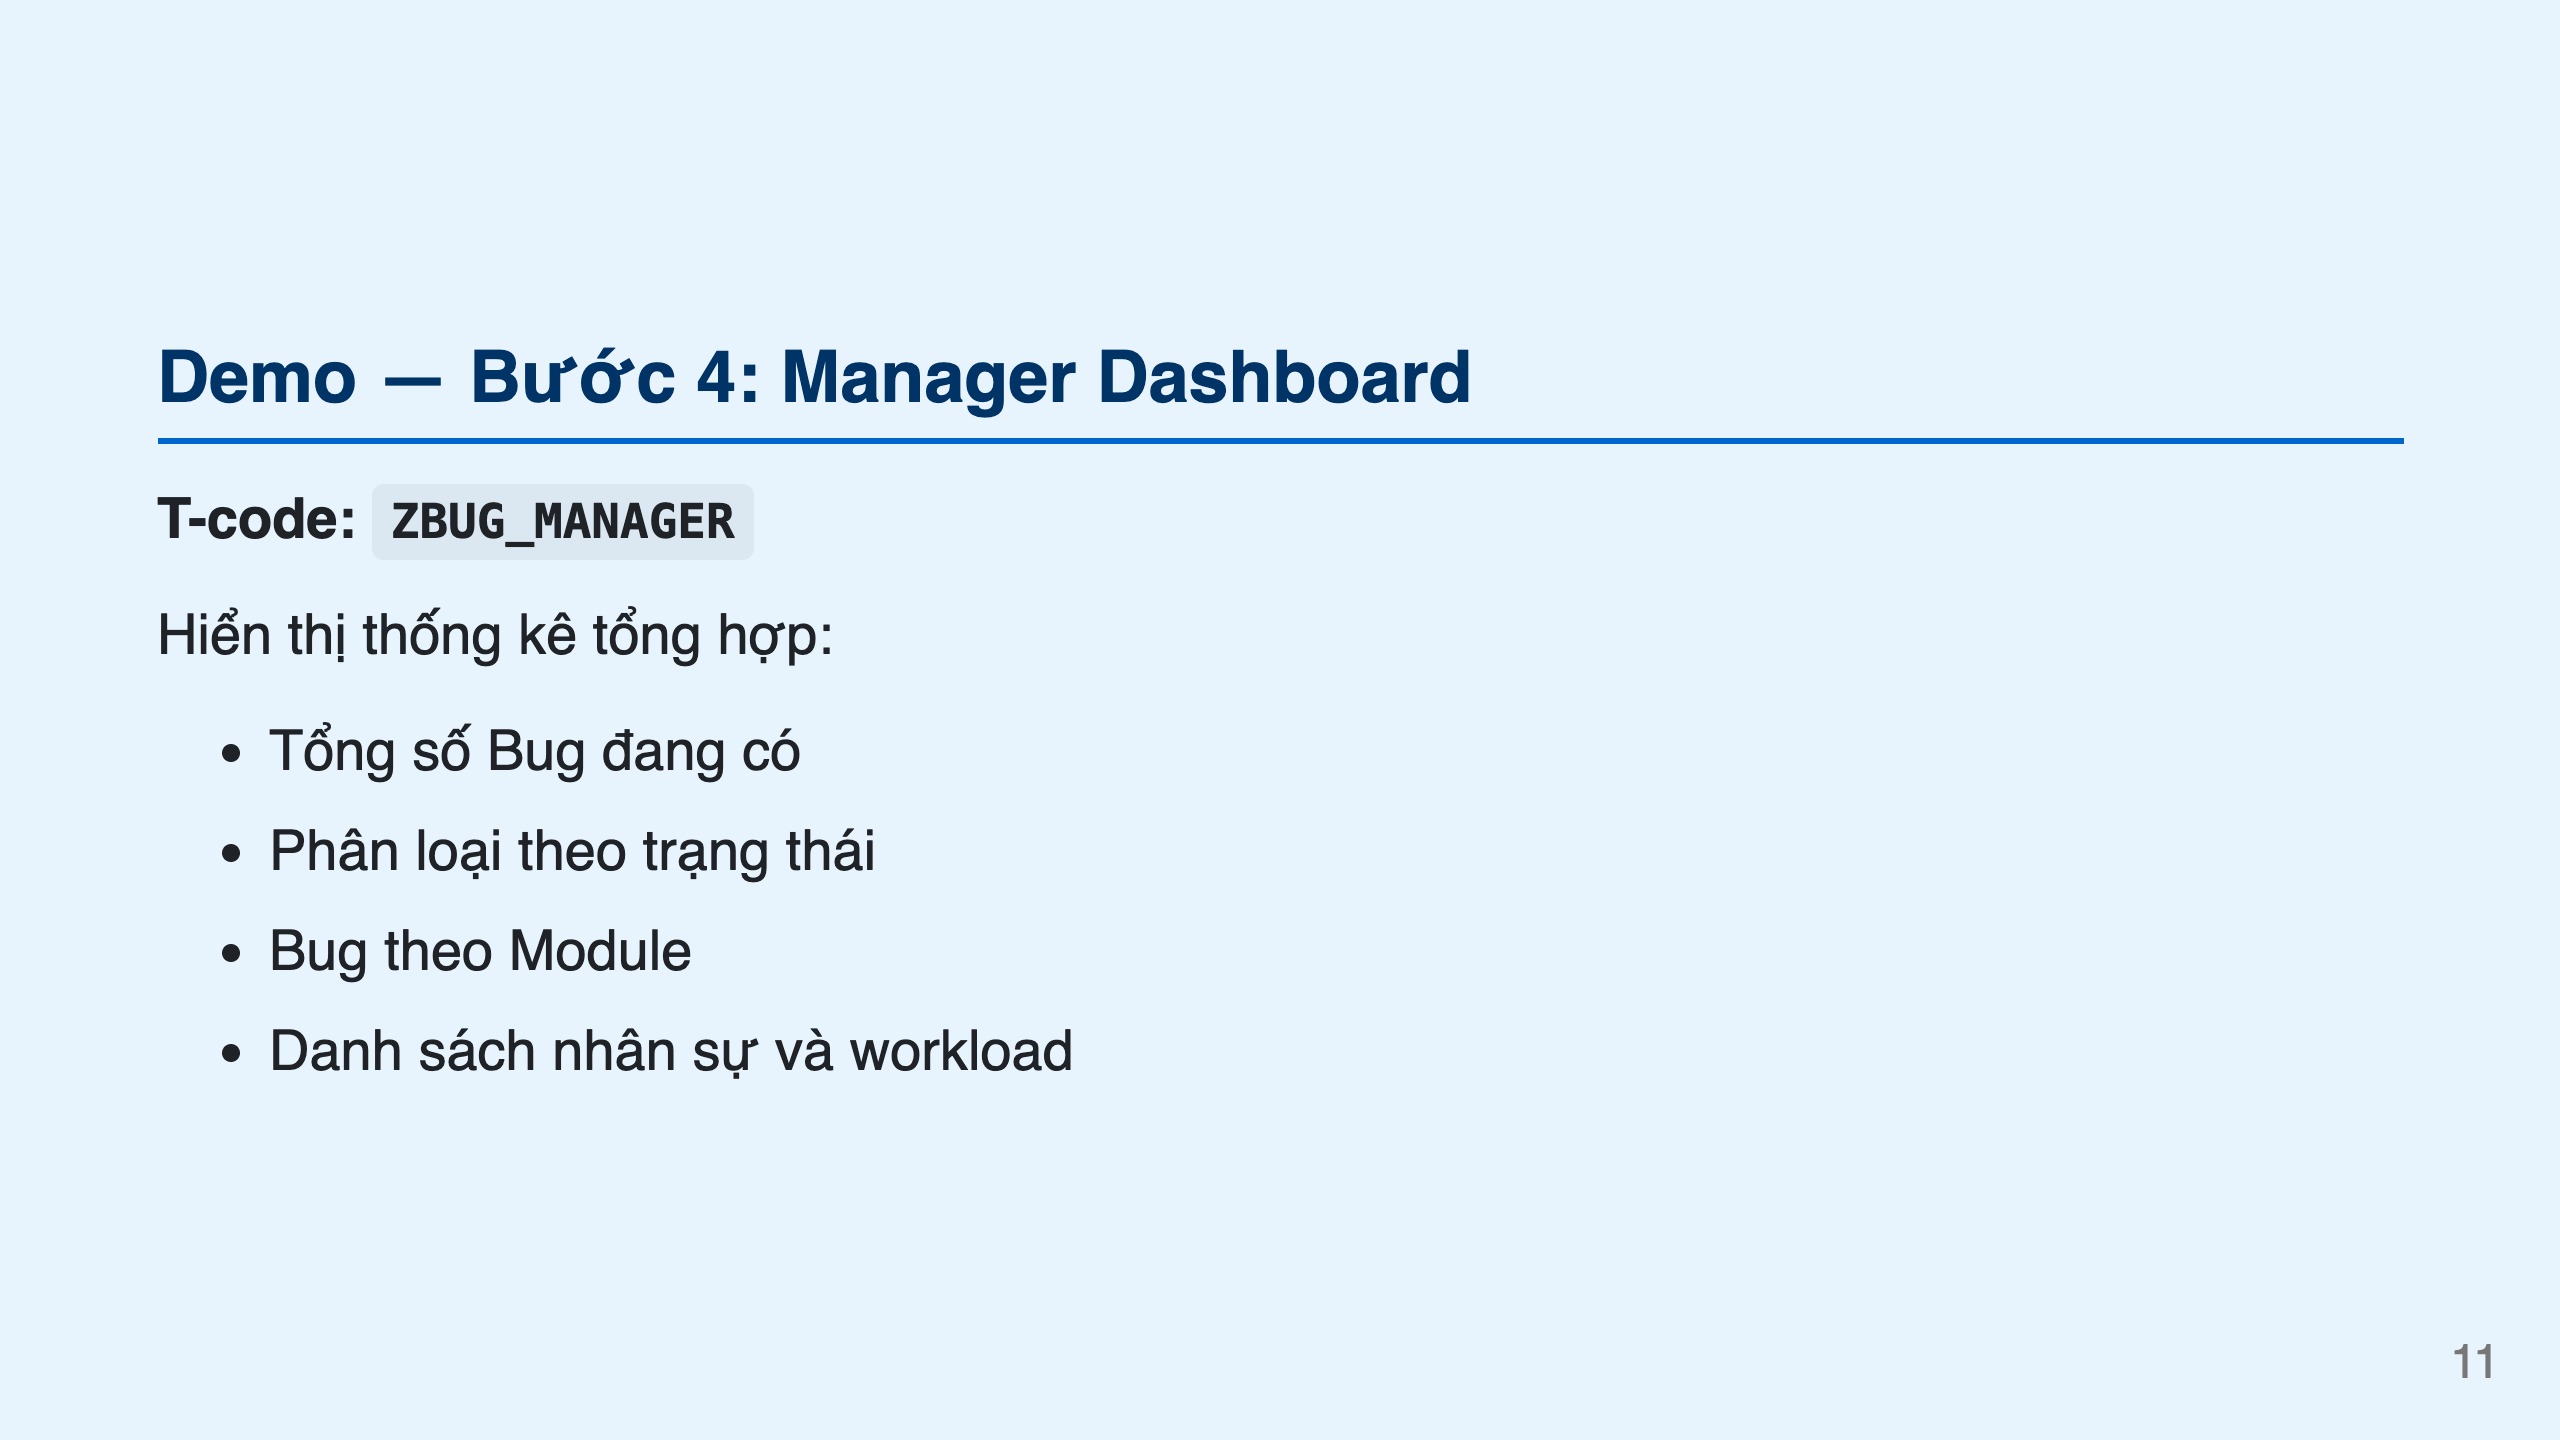 Demo — Bước 4: Manager Dashboard
T-code: ZBUG_MANAGER
Hiển thị thống kê tổng hợp:
• Tổng số Bug đang có
• Phân loại theo trạng thái
• Bug theo Module
• Danh sách nhân sự và workload
11